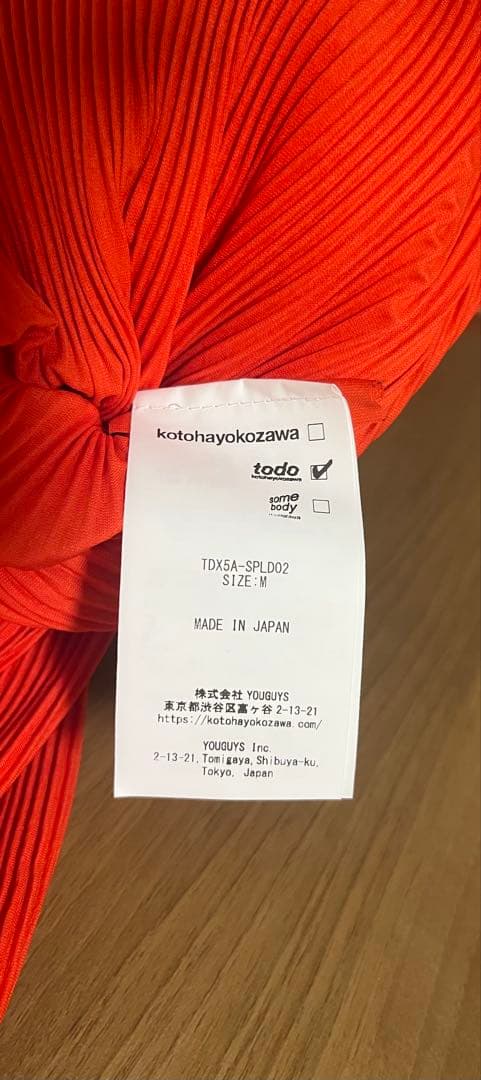 kotohayokozawa
todo
kotohayokozawa
some
body
TDX5A-SPLD02
SIZE:M
MADE IN JAPAN
株式会社 YOUGUYS
東京都渋谷区富ヶ谷 2-13-21
https://kotohayokozawa.com/
YOUGUYS Inc.
2-13-21, Tomigaya, Shibuya-ku,
Tokyo, Japan